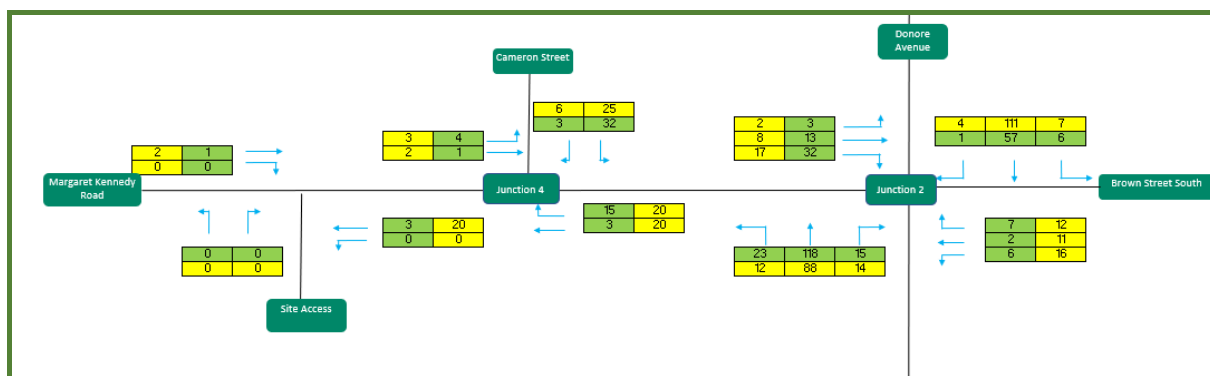 Donore
Avenue
Cameron Street
6 25
3 32
2 3
8 13
17 32
4 111 7
1 57 6
3 4
2 1
2 1
0 0
Margaret Kennedy
Road
Junction 4
Junction 2
Brown Street South
3 20
0 0
15 20
3 20
7 12
2 11
6 16
0 0
0 0
23 118 15
12 88 14
Site Access